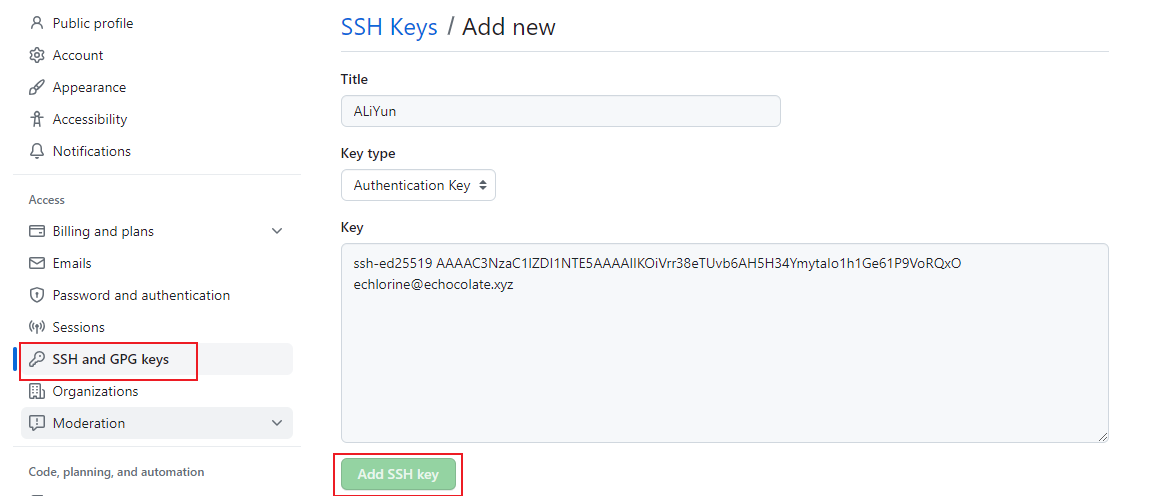 Public profile
Account
Appearance
Accessibility
Notifications
Access
Billing and plans
Emails
Password and authentication
Sessions
SSH and GPG keys
Organizations
Moderation
Code, planning, and automation
SSH Keys / Add new
Title
ALiYun
Key type
Authentication Key
Key
ssh-ed25519 AAAAC3NzaC1lZDI1NTE5AAAAIIKOiVrr38eTUvb6AH5H34Ymytalo1h1Ge61P9VoRQxO
echlorine@echocolate.xyz
Add SSH key